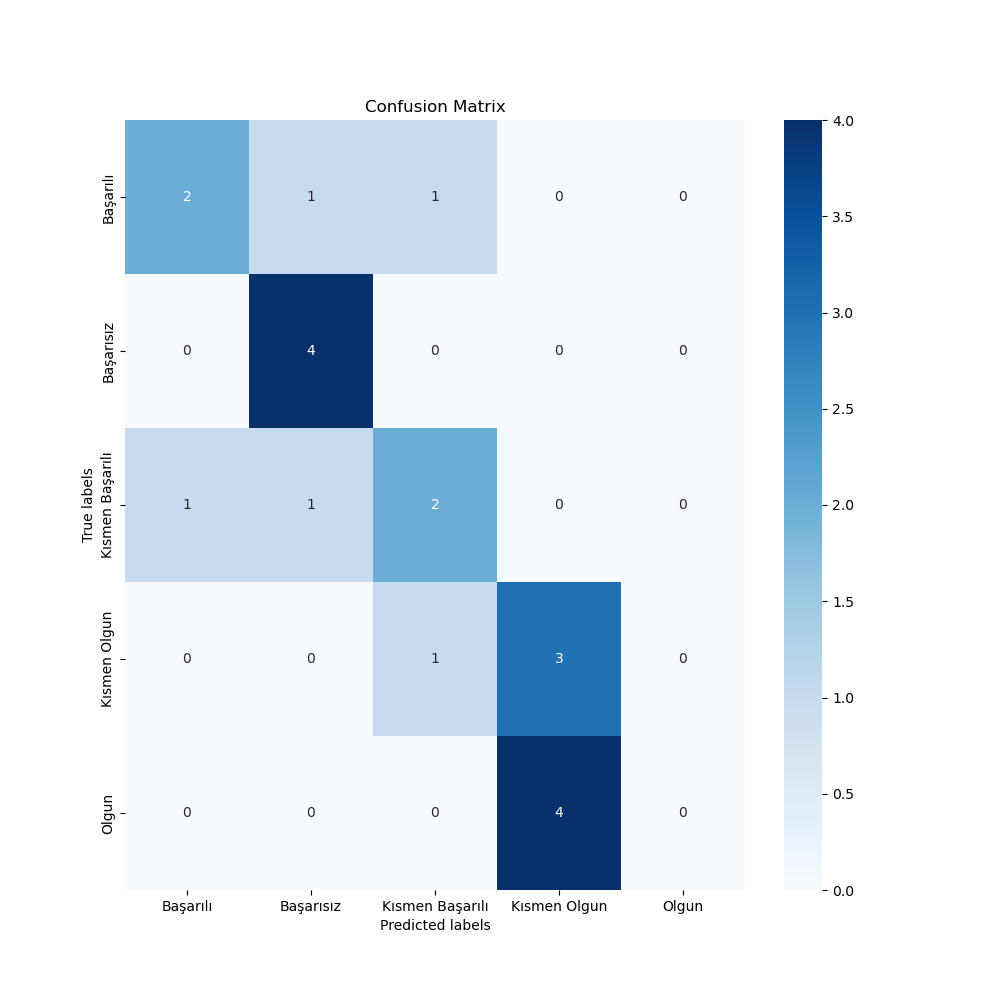 Confusion Matrix
True labels
Başarılı
2 1 1 0 0
Başarısız
0 4 0 0 0
Kısmen Başarılı
1 1 2 0 0
Kısmen Olgun
0 0 1 3 0
Olgun
0 0 0 4 0
Başarılı Başarısız Kısmen Başarılı Kısmen Olgun Olgun
Predicted labels
4.0
3.5
3.0
2.5
2.0
1.5
1.0
0.5
0.0